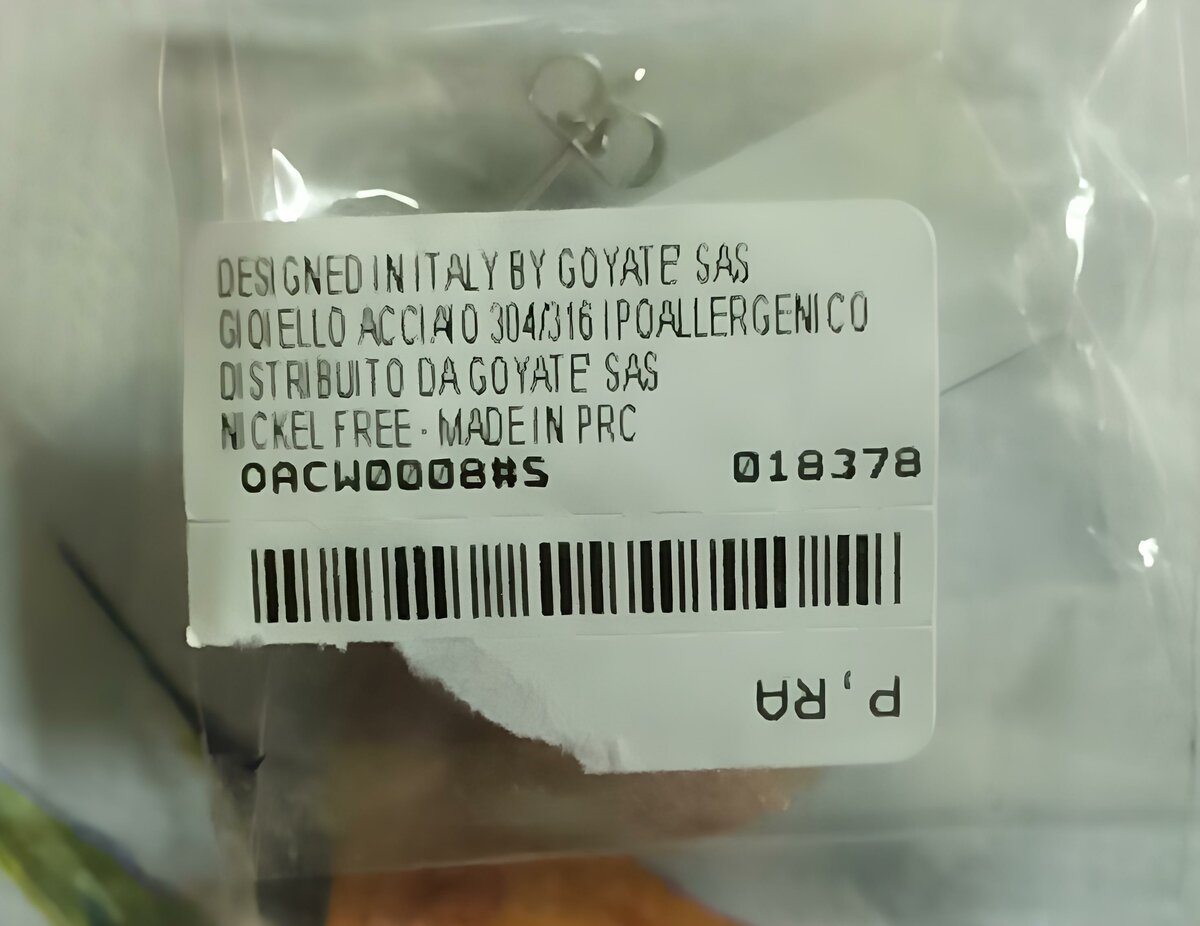 DESIGNED IN ITALY BY GOYATE SAS
GIOIELLO ACCIAIO 304/316 IPOALLERGENICO
DISTRIBUITO DA GOYATE SAS
NICKEL FREE - MADE IN PRC
OACW0008#S 018378
P,RA